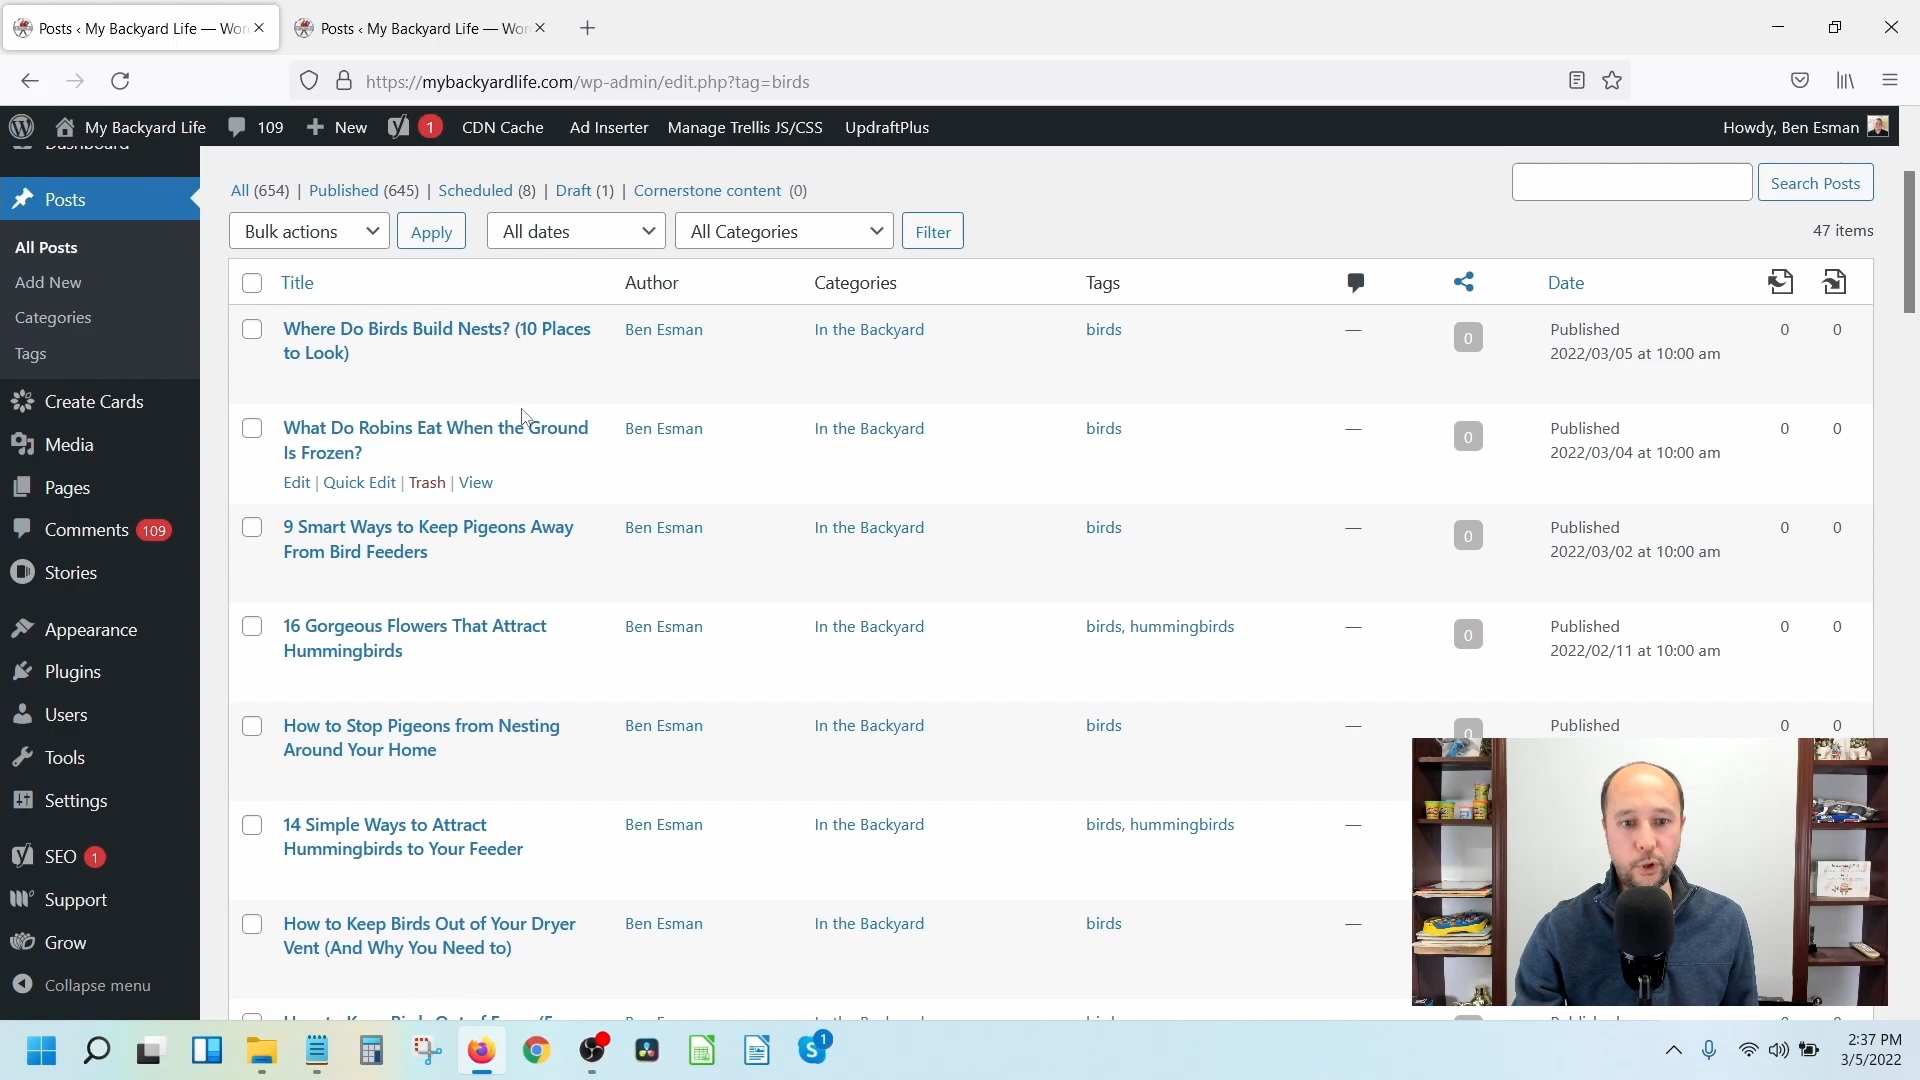 Posts ‹ My Backyard Life — Wor
Posts ‹ My Backyard Life — Wor
https://mybackyardlife.com/wp-admin/edit.php?tag=birds
My Backyard Life 109 New 1 CDN Cache Ad Inserter Manage Trellis JS/CSS UpdraftPlus Howdy, Ben Esman
Dashboard
Posts
All Posts
Add New
Categories
Tags
Create Cards
Media
Pages
Comments 109
Stories
Appearance
Plugins
Users
Tools
Settings
SEO 1
Support
Grow
Collapse menu
All (654) | Published (645) | Scheduled (8) | Draft (1) | Cornerstone content (0)
Search Posts
Bulk actions Apply All dates All Categories Filter
47 items
Title Author Categories Tags Date
Where Do Birds Build Nests? (10 Places Ben Esman In the Backyard birds — 0 Published 0 0
to Look) 2022/03/05 at 10:00 am
What Do Robins Eat When the Ground Ben Esman In the Backyard birds — 0 Published 0 0
Is Frozen? 2022/03/04 at 10:00 am
Edit | Quick Edit | Trash | View
9 Smart Ways to Keep Pigeons Away Ben Esman In the Backyard birds — 0 Published 0 0
From Bird Feeders 2022/03/02 at 10:00 am
16 Gorgeous Flowers That Attract Ben Esman In the Backyard birds, hummingbirds — 0 Published 0 0
Hummingbirds 2022/02/11 at 10:00 am
How to Stop Pigeons from Nesting Ben Esman In the Backyard birds — 0 Published 0 0
Around Your Home
14 Simple Ways to Attract Ben Esman In the Backyard birds, hummingbirds —
Hummingbirds to Your Feeder
How to Keep Birds Out of Your Dryer Ben Esman In the Backyard birds —
Vent (And Why You Need to)
1
2:37 PM
3/5/2022